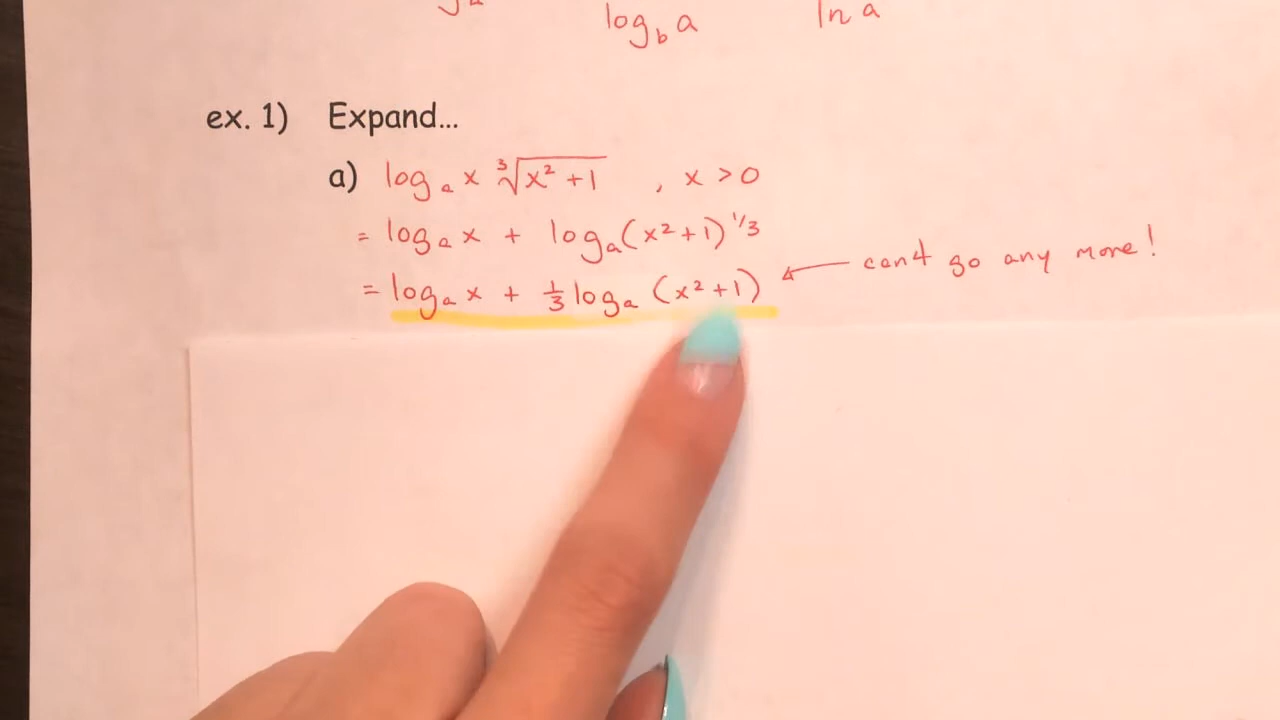 log_b a ln a
ex. 1) Expand...
a) log_a x ∛(x² + 1) , x > 0
= log_a x + log_a (x² + 1)^1/3
= log_a x + 1/3 log_a (x² + 1) ← can't go any more!